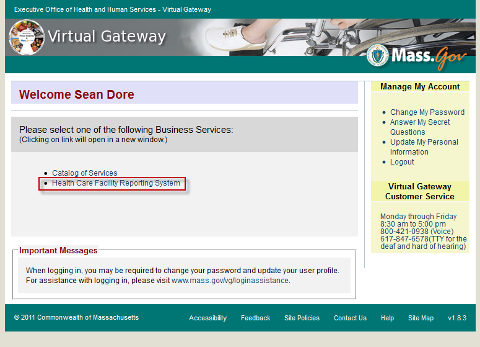 Executive Office of Health and Human Services - Virtual Gateway
Virtual Gateway
Mass.Gov
Welcome Sean Dore
Please select one of the following Business Services:
(Clicking on link will open in a new window.)
Catalog of Services
Health Care Facility Reporting System
Important Messages
When logging in, you may be required to change your password and update your user profile.
For assistance with logging in, please visit www.mass.gov/vg/loginassistance.
Manage My Account
Change My Password
Answer My Secret
Questions
Update My Personal
Information
Logout
Virtual Gateway
Customer Service
Monday through Friday
8:30 am to 5:00 pm
800-421-0938 (Voice)
617-847-6578(TTY for the
deaf and hard of hearing)
© 2011 Commonwealth of Massachusetts
Accessibility Feedback Site Policies Contact Us Help Site Map v1.8.3